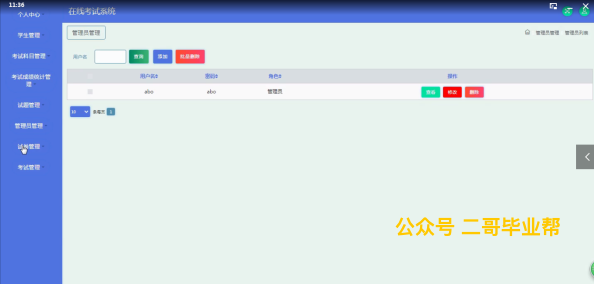 11:36
在线考试系统
个人中心
学生管理
考试科目管理
考试成绩统计管
理
试题管理
管理员管理
试卷管理
考试管理
管理员管理
管理员管理 管理员列表
用户名
查询 添加 批量删除
用户名 密码 角色 操作
abo abo 管理员 查看 修改 删除
10 条每页 1
公众号 二哥毕业帮